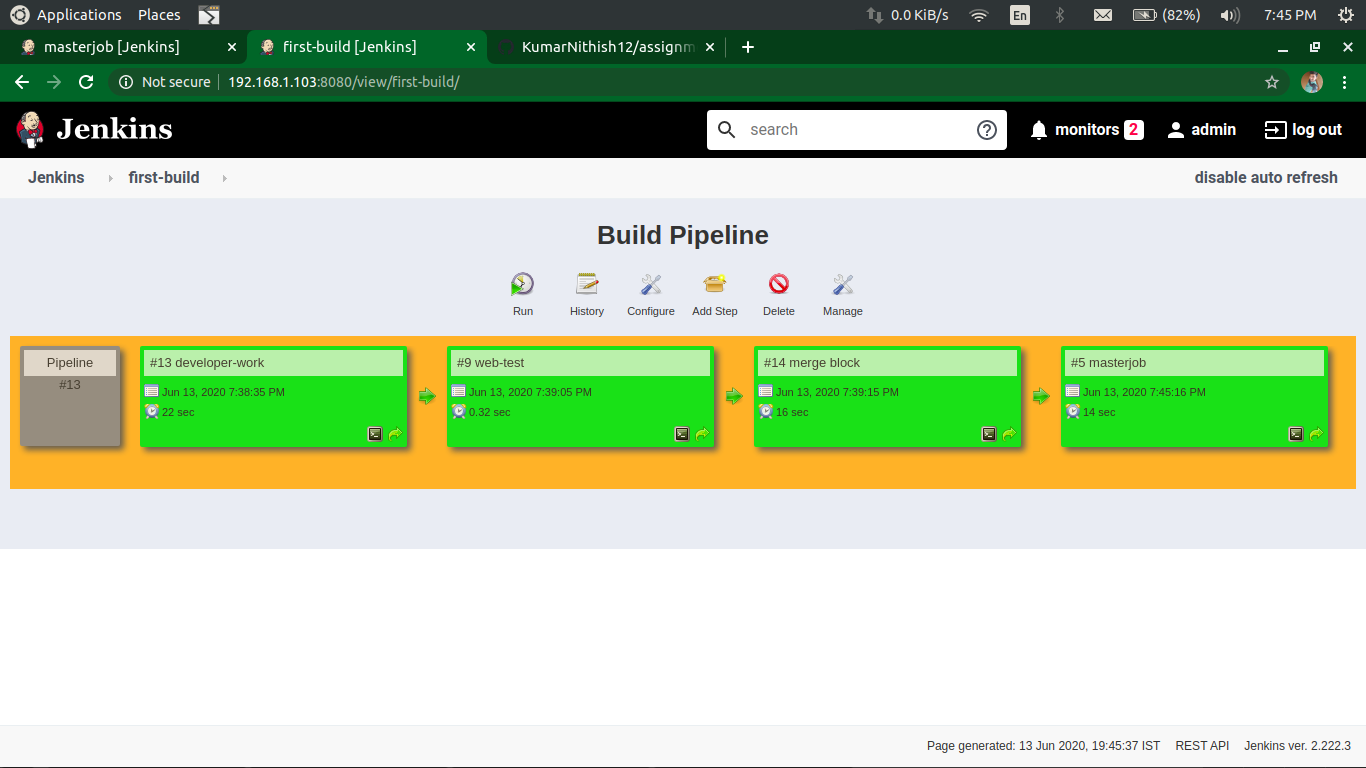 Applications Places 0.0 KiB/s En (82%) 7:45 PM
masterjob [Jenkins] first-build [Jenkins] KumarNithish12/assignm
Not secure 192.168.1.103:8080/view/first-build/
Jenkins search monitors 2 admin log out
Jenkins first-build disable auto refresh
Build Pipeline
Run History Configure Add Step Delete Manage
Pipeline #13 developer-work #9 web-test #14 merge block #5 masterjob
#13 Jun 13, 2020 7:38:35 PM Jun 13, 2020 7:39:05 PM Jun 13, 2020 7:39:15 PM Jun 13, 2020 7:45:16 PM
22 sec 0.32 sec 16 sec 14 sec
Page generated: 13 Jun 2020, 19:45:37 IST REST API Jenkins ver. 2.222.3